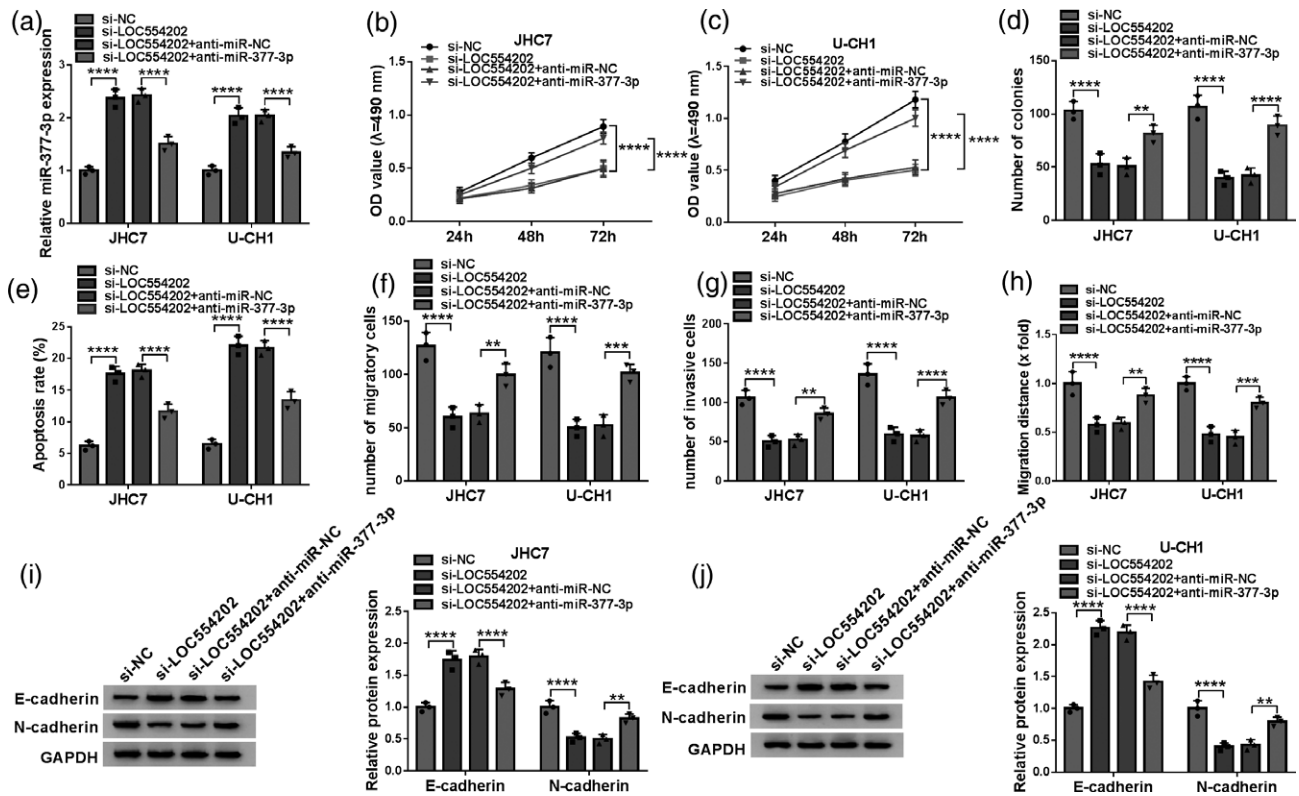 (a)
si-NC
si-LOC554202
si-LOC554202+anti-miR-NC
si-LOC554202+anti-miR-377-3p
Relative miR-377-3p expression
3
2
1
0
**** ****
**** ****
JHC7 U-CH1
(b)
JHC7
si-NC
si-LOC554202
si-LOC554202+anti-miR-NC
si-LOC554202+anti-miR-377-3p
OD value (λ=490 nm)
1.5
1.0
0.5
0.0
****
****
24h 48h 72h
(c)
U-CH1
si-NC
si-LOC554202
si-LOC554202+anti-miR-NC
si-LOC554202+anti-miR-377-3p
OD value (λ=490 nm)
1.5
1.0
0.5
0.0
****
****
24h 48h 72h
(d)
si-NC
si-LOC554202
si-LOC554202+anti-miR-NC
si-LOC554202+anti-miR-377-3p
Number of colonies
150
100
50
0
**** **
**** ****
JHC7 U-CH1
(e)
si-NC
si-LOC554202
si-LOC554202+anti-miR-NC
si-LOC554202+anti-miR-377-3p
Apoptosis rate (%)
25
20
15
10
5
0
**** ****
**** ****
JHC7 U-CH1
(f)
si-NC
si-LOC554202
si-LOC554202+anti-miR-NC
si-LOC554202+anti-miR-377-3p
number of migratory cells
150
100
50
0
**** **
**** ***
JHC7 U-CH1
(g)
si-NC
si-LOC554202
si-LOC554202+anti-miR-NC
si-LOC554202+anti-miR-377-3p
number of invasive cells
200
150
100
50
0
**** **
**** ****
JHC7 U-CH1
(h)
si-NC
si-LOC554202
si-LOC554202+anti-miR-NC
si-LOC554202+anti-miR-377-3p
Migration distance (x fold)
1.5
1.0
0.5
0.0
**** **
**** ***
JHC7 U-CH1
(i)
si-NC
si-LOC554202
si-LOC554202+anti-miR-NC
si-LOC554202+anti-miR-377-3p
E-cadherin
N-cadherin
GAPDH
JHC7
si-NC
si-LOC554202
si-LOC554202+anti-miR-NC
si-LOC554202+anti-miR-377-3p
Relative protein expression
2.5
2.0
1.5
1.0
0.5
0.0
**** ****
**** **
E-cadherin N-cadherin
(j)
si-NC
si-LOC554202
si-LOC554202+anti-miR-NC
si-LOC554202+anti-miR-377-3p
E-cadherin
N-cadherin
GAPDH
U-CH1
si-NC
si-LOC554202
si-LOC554202+anti-miR-NC
si-LOC554202+anti-miR-377-3p
Relative protein expression
2.5
2.0
1.5
1.0
0.5
0.0
**** ****
**** **
E-cadherin N-cadherin